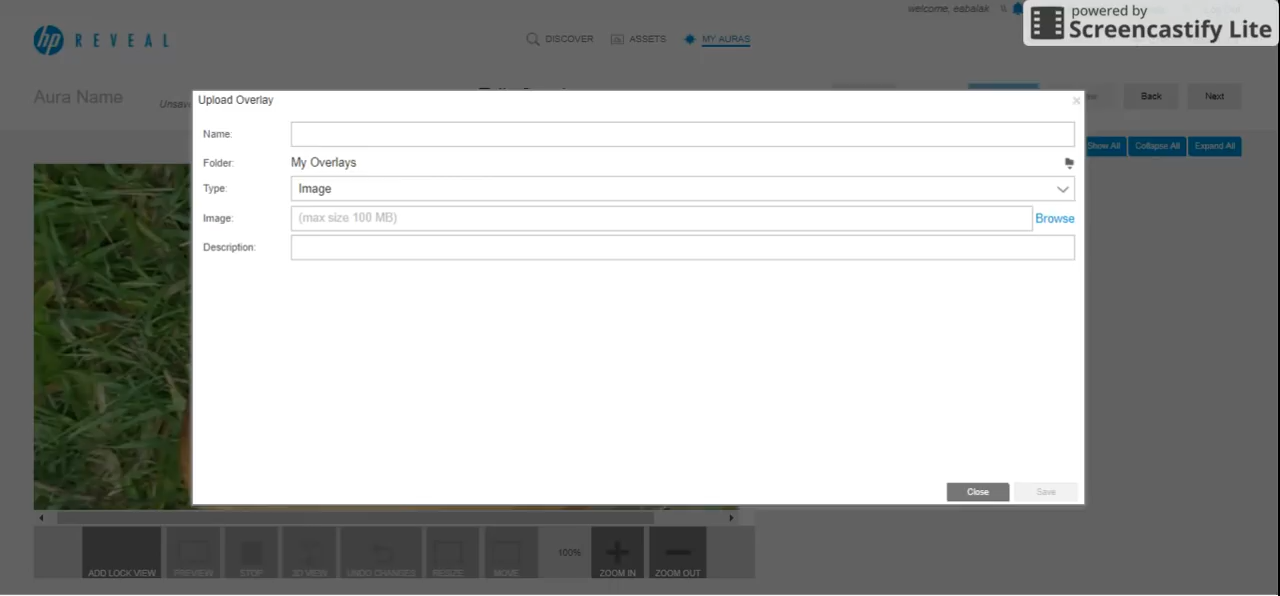 welcome, eabalak
powered by
Screencastify Lite
hp REVEAL
DISCOVER
ASSETS
MY AURAS
Aura Name
Back
Next
Upload Overlay
Name:
Folder:
My Overlays
Type:
Image
Image:
(max size 100 MB)
Browse
Description:
Show All
Collapse All
Expand All
Close
Save
ADD LOCK VIEW
PREVIEW
STOP
3D VIEW
UNDO CHANGES
RESIZE
MOVE
100%
ZOOM IN
ZOOM OUT